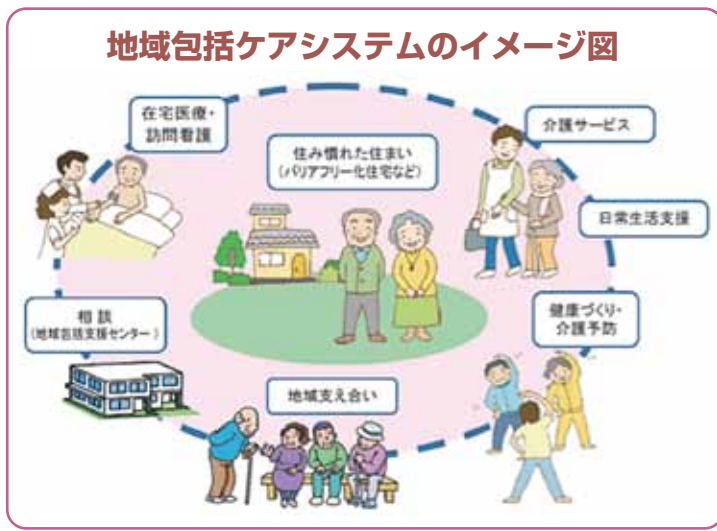 地域包括ケアシステムのイメージ図
在宅医療・
訪問看護
住み慣れた住まい
(バリアフリー化住宅など)
介護サービス
日常生活支援
相談
(地域包括支援センター)
健康づくり・
介護予防
地域支え合い